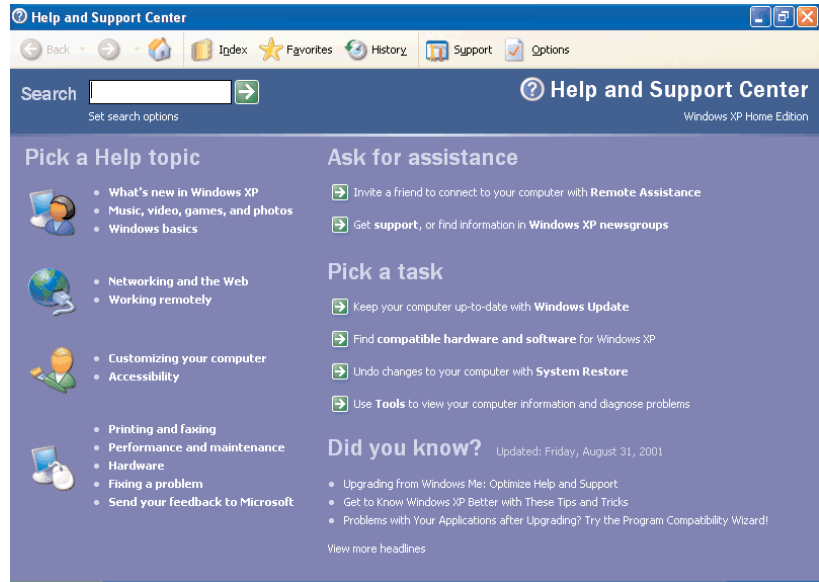 Help and Support Center
Back
Index
Favorites
History
Support
Options
Search
Set search options
Help and Support Center
Windows XP Home Edition
Pick a Help topic
What's new in Windows XP
Music, video, games, and photos
Windows basics
Networking and the Web
Working remotely
Customizing your computer
Accessibility
Printing and faxing
Performance and maintenance
Hardware
Fixing a problem
Send your feedback to Microsoft
Ask for assistance
Invite a friend to connect to your computer with Remote Assistance
Get support, or find information in Windows XP newsgroups
Pick a task
Keep your computer up-to-date with Windows Update
Find compatible hardware and software for Windows XP
Undo changes to your computer with System Restore
Use Tools to view your computer information and diagnose problems
Did you know? Updated: Friday, August 31, 2001
Upgrading from Windows Me: Optimize Help and Support
Get to Know Windows XP Better with These Tips and Tricks
Problems with Your Applications after Upgrading? Try the Program Compatibility Wizard!
View more headlines